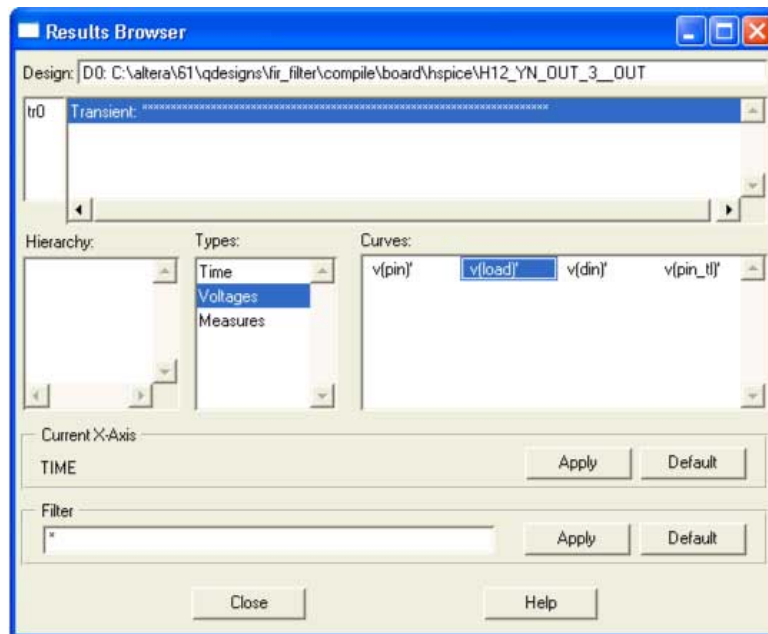 Results Browser
Design: D0: C:\altera\61\qdesigns\fir_filter\compile\board\hspice\H12_YN_OUT_3__OUT
tr0 Transient: **********************************************************************
Hierarchy: Types: Curves:
Time v(pin)' v(load)' v(din)' v(pin_tl)'
Voltages
Measures
Current X-Axis
TIME Apply Default
Filter
* Apply Default
Close Help